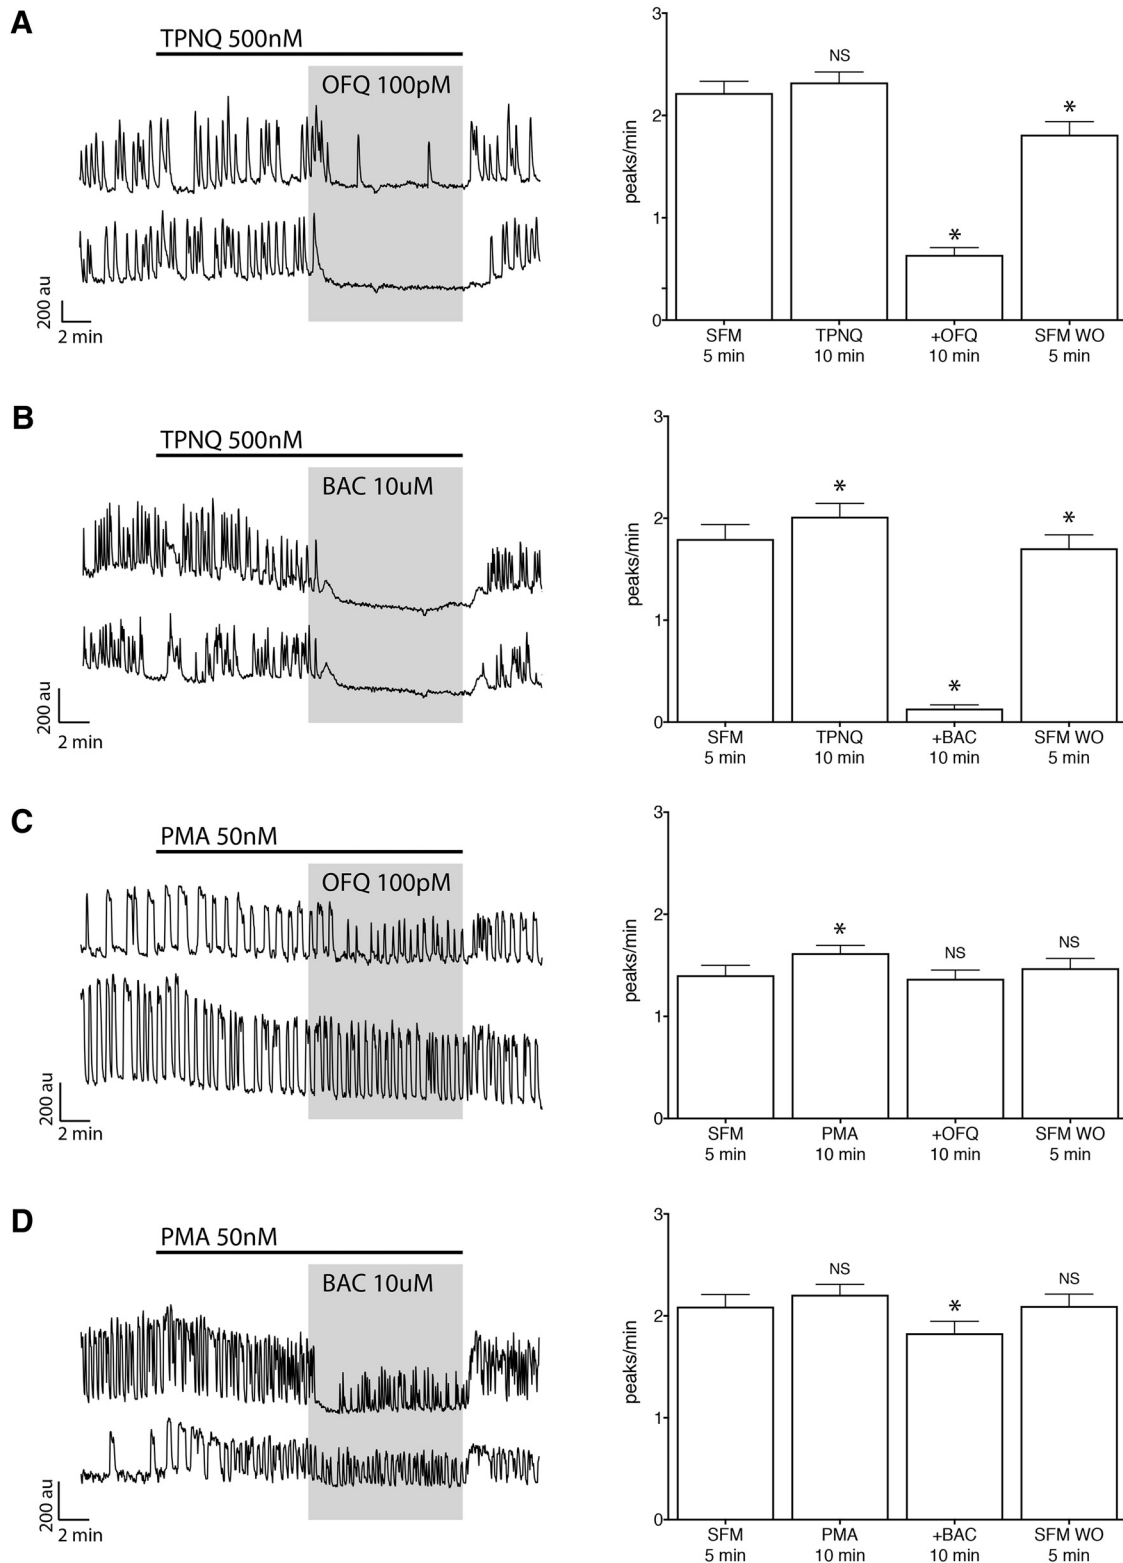 A
TPNQ 500nM
OFQ 100pM
200 au
2 min
peaks/min
3
2
1
0
NS
*
*
SFM
5 min
TPNQ
10 min
+OFQ
10 min
SFM WO
5 min
B
TPNQ 500nM
BAC 10uM
200 au
2 min
peaks/min
3
2
1
0
*
*
*
SFM
5 min
TPNQ
10 min
+BAC
10 min
SFM WO
5 min
C
PMA 50nM
OFQ 100pM
200 au
2 min
peaks/min
3
2
1
0
*
NS
NS
SFM
5 min
PMA
10 min
+OFQ
10 min
SFM WO
5 min
D
PMA 50nM
BAC 10uM
200 au
2 min
peaks/min
3
2
1
0
NS
*
NS
SFM
5 min
PMA
10 min
+BAC
10 min
SFM WO
5 min